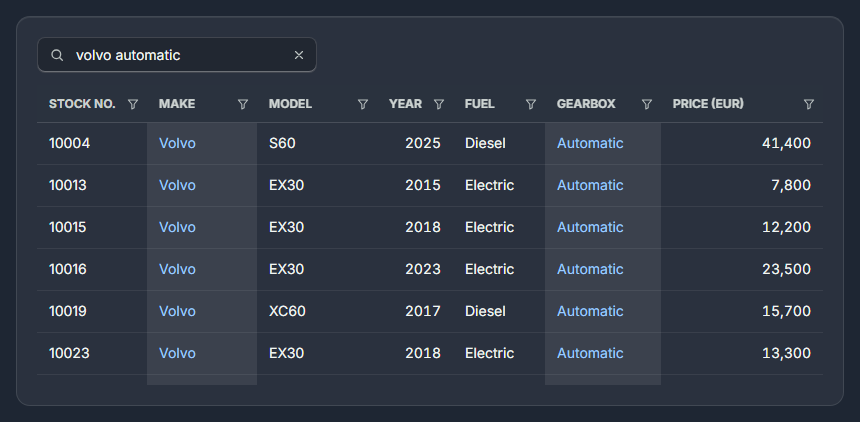 volvo automatic
STOCK NO. MAKE MODEL YEAR FUEL GEARBOX PRICE (EUR)
10004 Volvo S60 2025 Diesel Automatic 41,400
10013 Volvo EX30 2015 Electric Automatic 7,800
10015 Volvo EX30 2018 Electric Automatic 12,200
10016 Volvo EX30 2023 Electric Automatic 23,500
10019 Volvo XC60 2017 Diesel Automatic 15,700
10023 Volvo EX30 2018 Electric Automatic 13,300